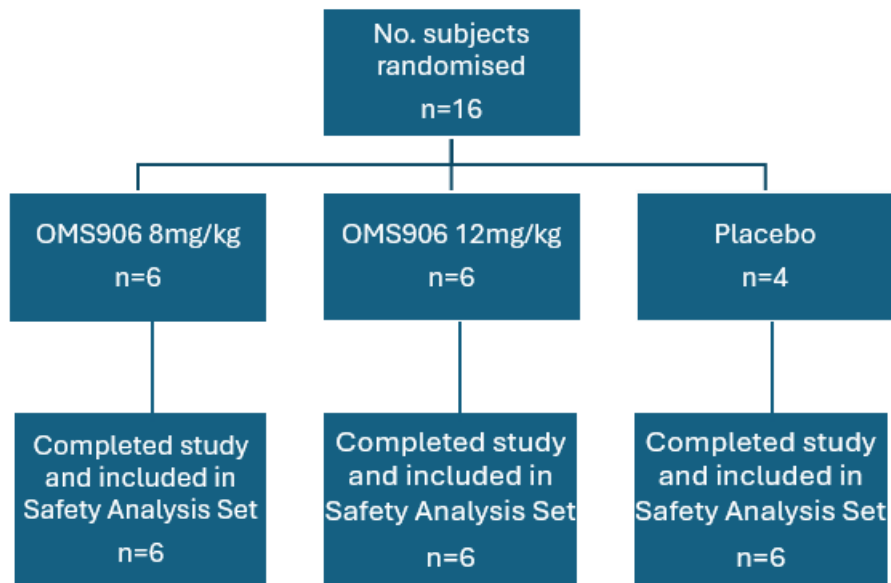 No. subjects
randomised
n=16
OMS906 8mg/kg
n=6
OMS906 12mg/kg
n=6
Placebo
n=4
Completed study
and included in
Safety Analysis Set
n=6
Completed study
and included in
Safety Analysis Set
n=6
Completed study
and included in
Safety Analysis Set
n=6